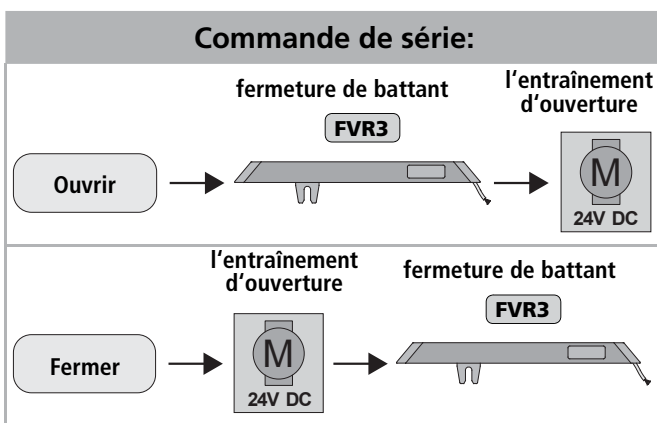 Commande de série:
fermeture de battant
l‘entraînement
d‘ouverture
FVR3
Ouvrir
M
24V DC
l‘entraînement
d‘ouverture
fermeture de battant
FVR3
Fermer
M
24V DC